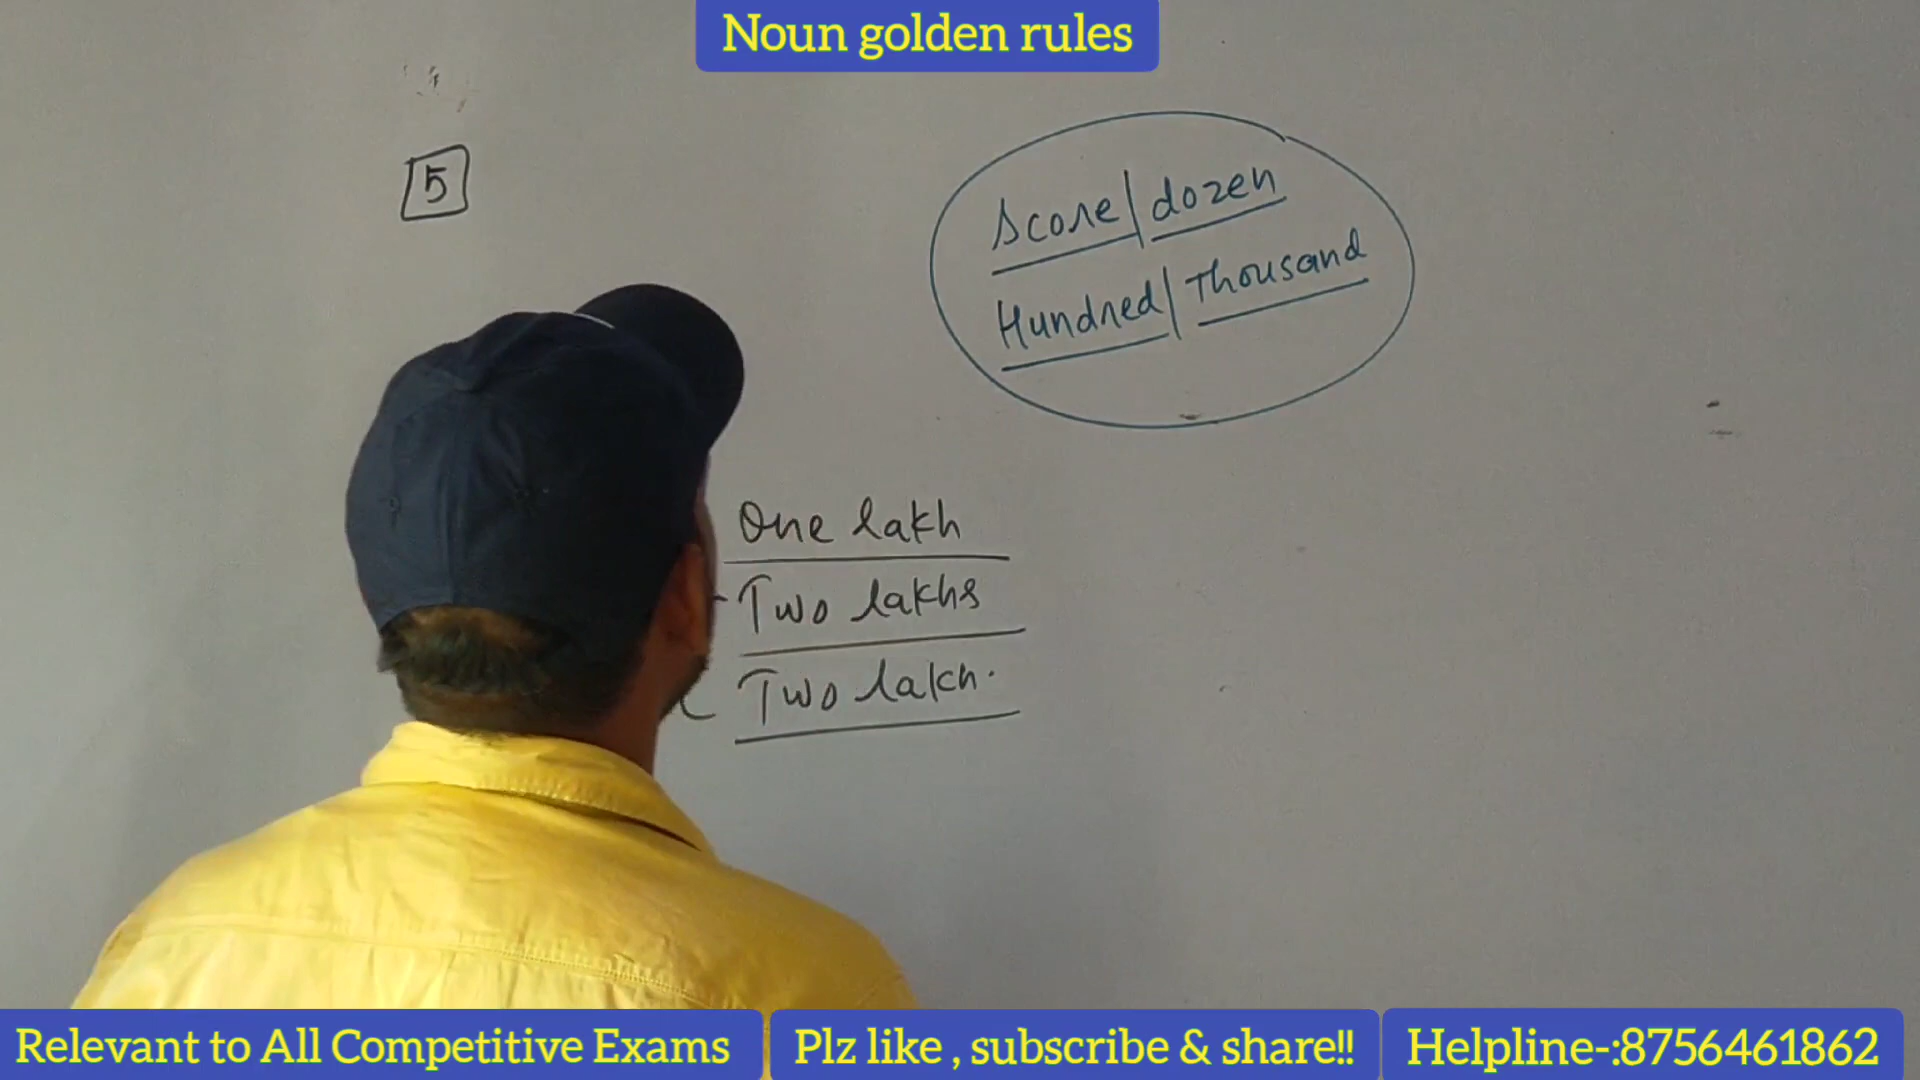 Noun golden rules
5
Score/dozen
Hundred/Thousand
One lakh
Two lakhs
Two lakh.
Relevant to All Competitive Exams
Plz like , subscribe & share!!
Helpline-:8756461862